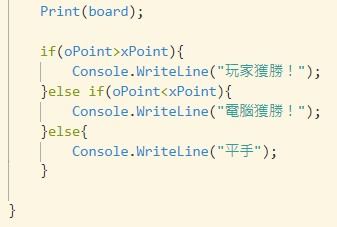 Print(board);
if(oPoint>xPoint){
Console.WriteLine("玩家獲勝！");
}else if(oPoint<xPoint){
Console.WriteLine("電腦獲勝！");
}else{
Console.WriteLine("平手");
}
}